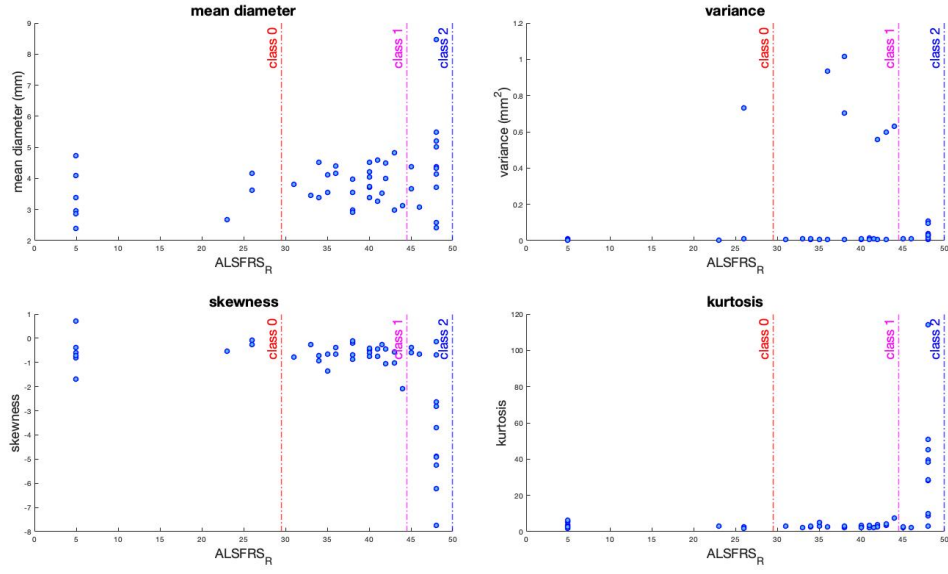 mean diameter
mean diameter (mm)
9
8
7
6
5
4
3
2
class 0
class 1
class 2
0 5 10 15 20 25 30 35 40 45 50
ALSFRS_R
variance
variance (mm^2)
1.2
1
0.8
0.6
0.4
0.2
0
class 0
class 1
class 2
0 5 10 15 20 25 30 35 40 45 50
ALSFRS_R
skewness
skewness
1
0
-1
-2
-3
-4
-5
-6
-7
-8
class 0
class 1
class 2
0 5 10 15 20 25 30 35 40 45 50
ALSFRS_R
kurtosis
kurtosis
120
100
80
60
40
20
0
class 0
class 1
class 2
0 5 10 15 20 25 30 35 40 45 50
ALSFRS_R